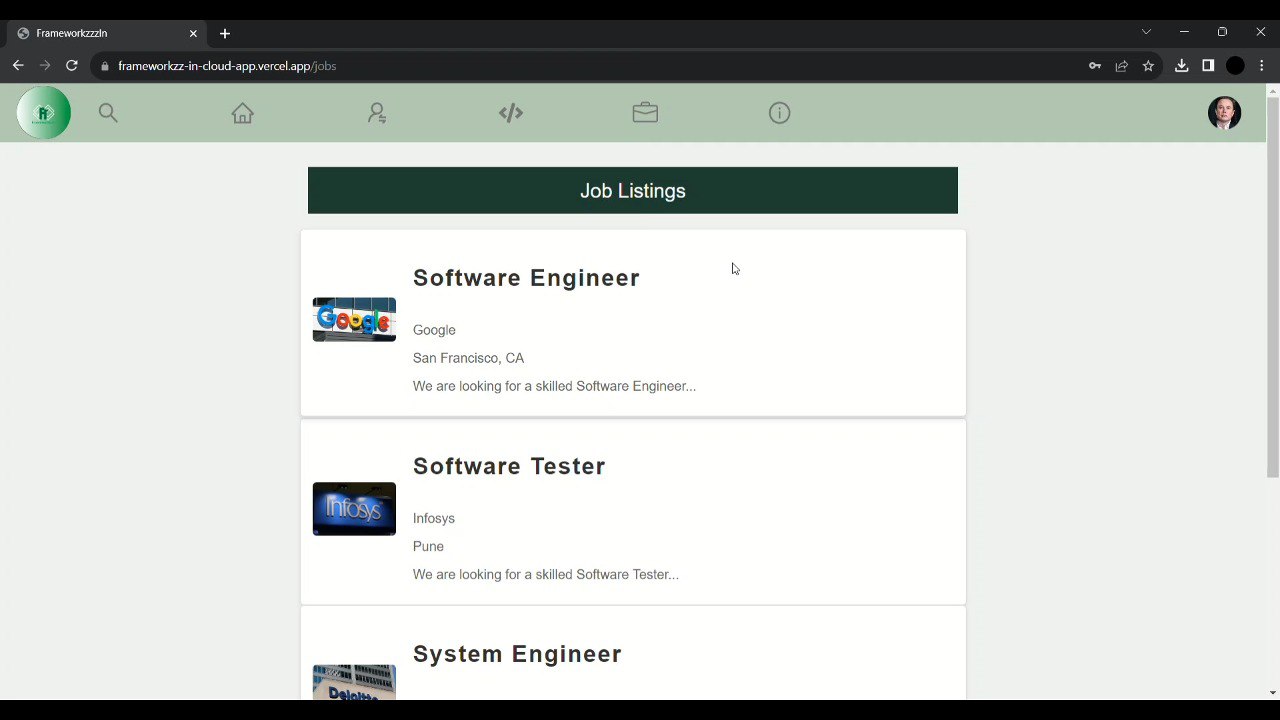 FrameworkzzzIn
frameworkzz-in-cloud-app.vercel.app/jobs
Job Listings
Software Engineer
Google
Google
San Francisco, CA
We are looking for a skilled Software Engineer...
Software Tester
Infosys
Infosys
Pune
We are looking for a skilled Software Tester...
System Engineer
Deloitte